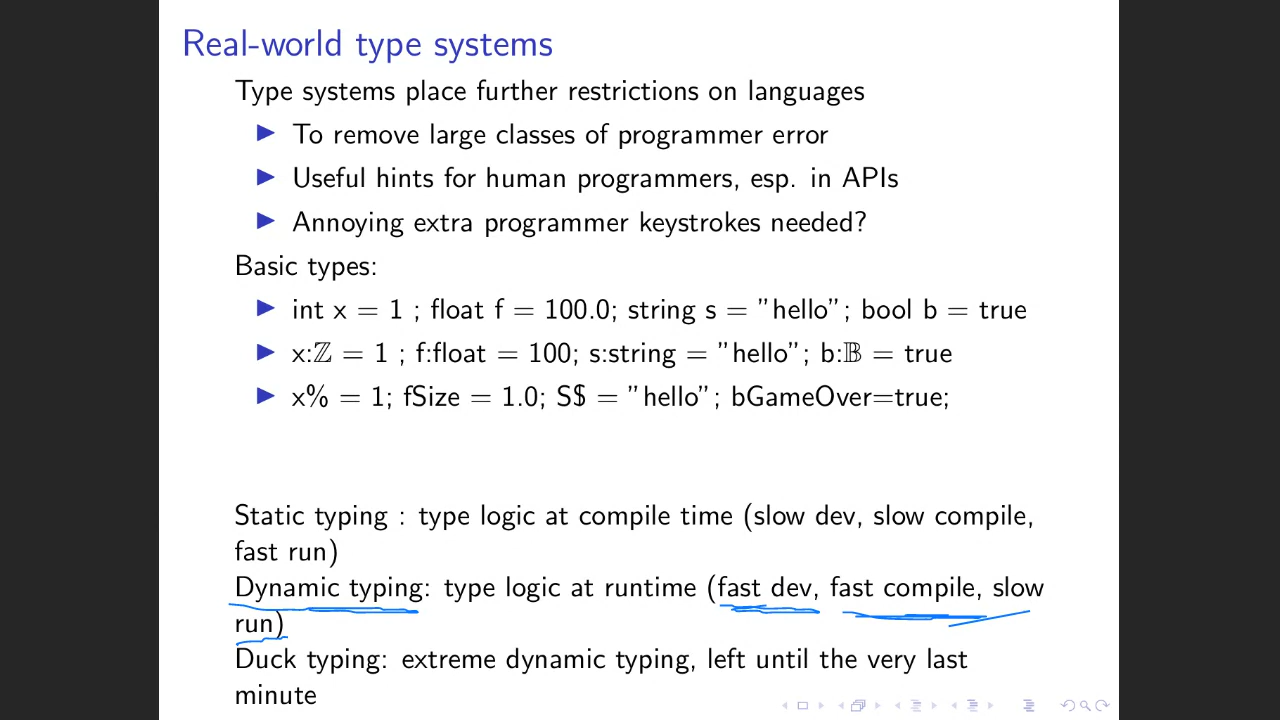 Real-world type systems
Type systems place further restrictions on languages
▶ To remove large classes of programmer error
▶ Useful hints for human programmers, esp. in APIs
▶ Annoying extra programmer keystrokes needed?
Basic types:
▶ int x = 1 ; float f = 100.0; string s = ”hello”; bool b = true
▶ x:ℤ = 1 ; f:float = 100; s:string = ”hello”; b:𝔹 = true
▶ x% = 1; fSize = 1.0; S$ = ”hello”; bGameOver=true;
Static typing : type logic at compile time (slow dev, slow compile,
fast run)
Dynamic typing: type logic at runtime (fast dev, fast compile, slow
run)
Duck typing: extreme dynamic typing, left until the very last
minute